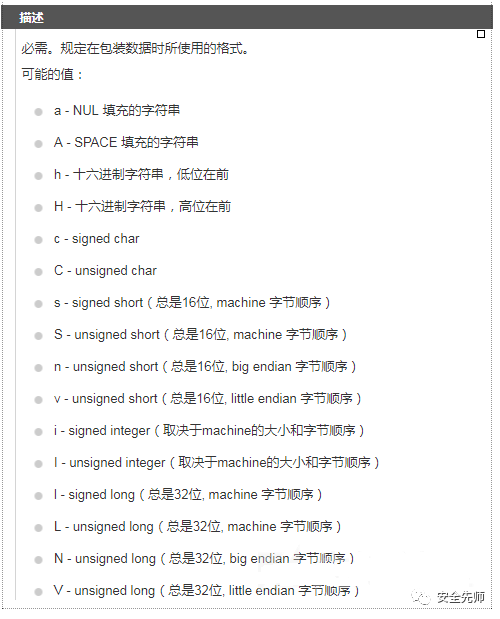 描述
必需。规定在包装数据时所使用的格式。
可能的值：
a - NUL 填充的字符串
A - SPACE 填充的字符串
h - 十六进制字符串，低位在前
H - 十六进制字符串，高位在前
c - signed char
C - unsigned char
s - signed short（总是16位, machine 字节顺序）
S - unsigned short（总是16位, machine 字节顺序）
n - unsigned short（总是16位, big endian 字节顺序）
v - unsigned short（总是16位, little endian 字节顺序）
i - signed integer（取决于machine的大小和字节顺序）
I - unsigned integer（取决于machine的大小和字节顺序）
l - signed long（总是32位, machine 字节顺序）
L - unsigned long（总是32位, machine 字节顺序）
N - unsigned long（总是32位, big endian 字节顺序）
V - unsigned long（总是32位, little endian 字节顺序）
安全先师